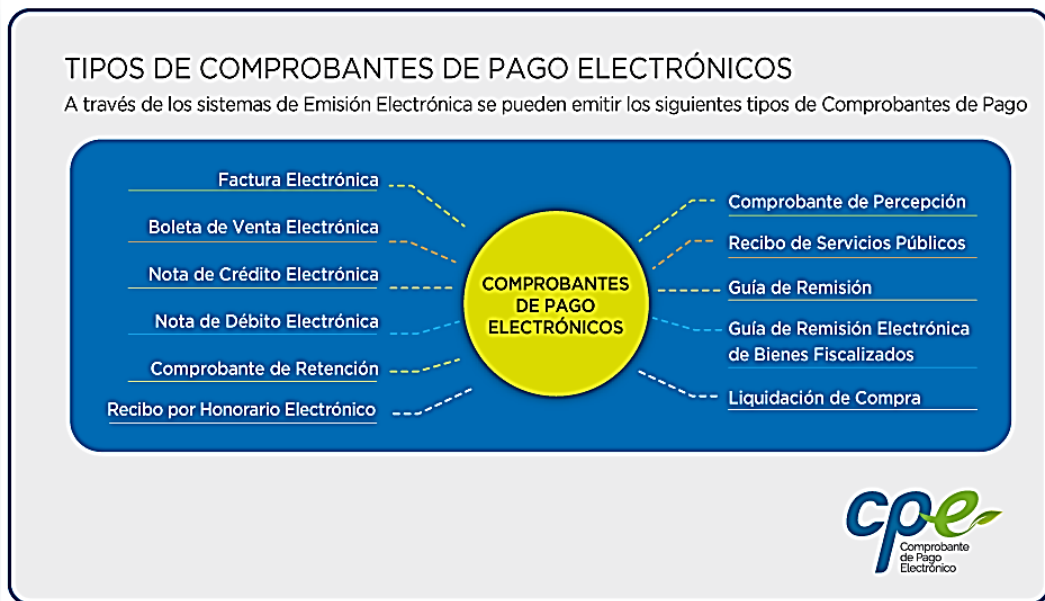 TIPOS DE COMPROBANTES DE PAGO ELECTRÓNICOS
A través de los sistemas de Emisión Electrónica se pueden emitir los siguientes tipos de Comprobantes de Pago
Factura Electrónica
Boleta de Venta Electrónica
Nota de Crédito Electrónica
Nota de Débito Electrónica
Comprobante de Retención
Recibo por Honorario Electrónico
COMPROBANTES
DE PAGO
ELECTRÓNICOS
Comprobante de Percepción
Recibo de Servicios Públicos
Guía de Remisión
Guía de Remisión Electrónica
de Bienes Fiscalizados
Liquidación de Compra
cpe
Comprobante
de Pago
Electrónico